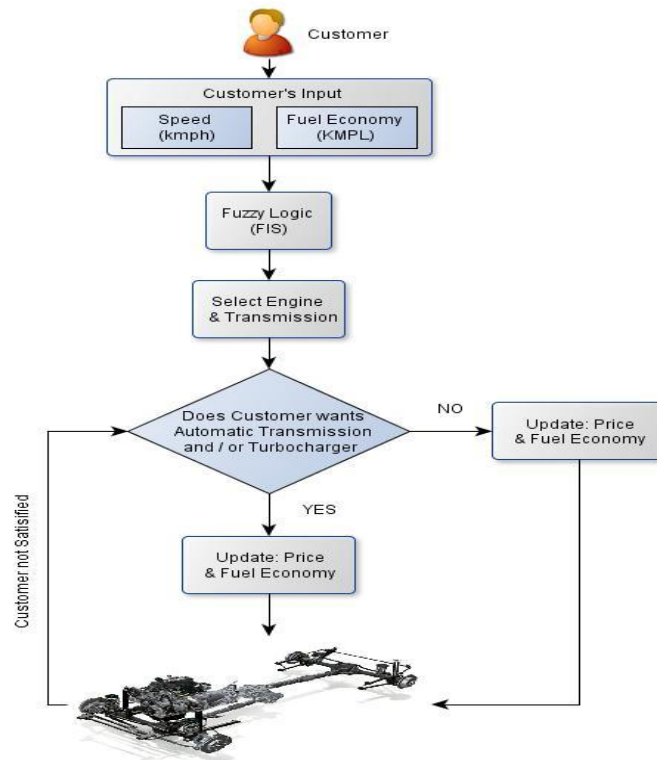 Customer
Customer's Input
Speed
(kmph)
Fuel Economy
(KMPL)
Fuzzy Logic
(FIS)
Select Engine
& Transmission
Does Customer wants
Automatic Transmission
and / or Turbocharger
NO
Update: Price
& Fuel Economy
YES
Update: Price
& Fuel Economy
Customer not Satisified